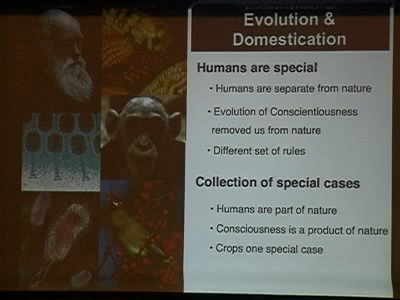 Evolution &
Domestication
Humans are special
• Humans are separate from nature
• Evolution of Conscientiousness
removed us from nature
• Different set of rules
Collection of special cases
• Humans are part of nature
• Consciousness is a product of nature
• Crops one special case